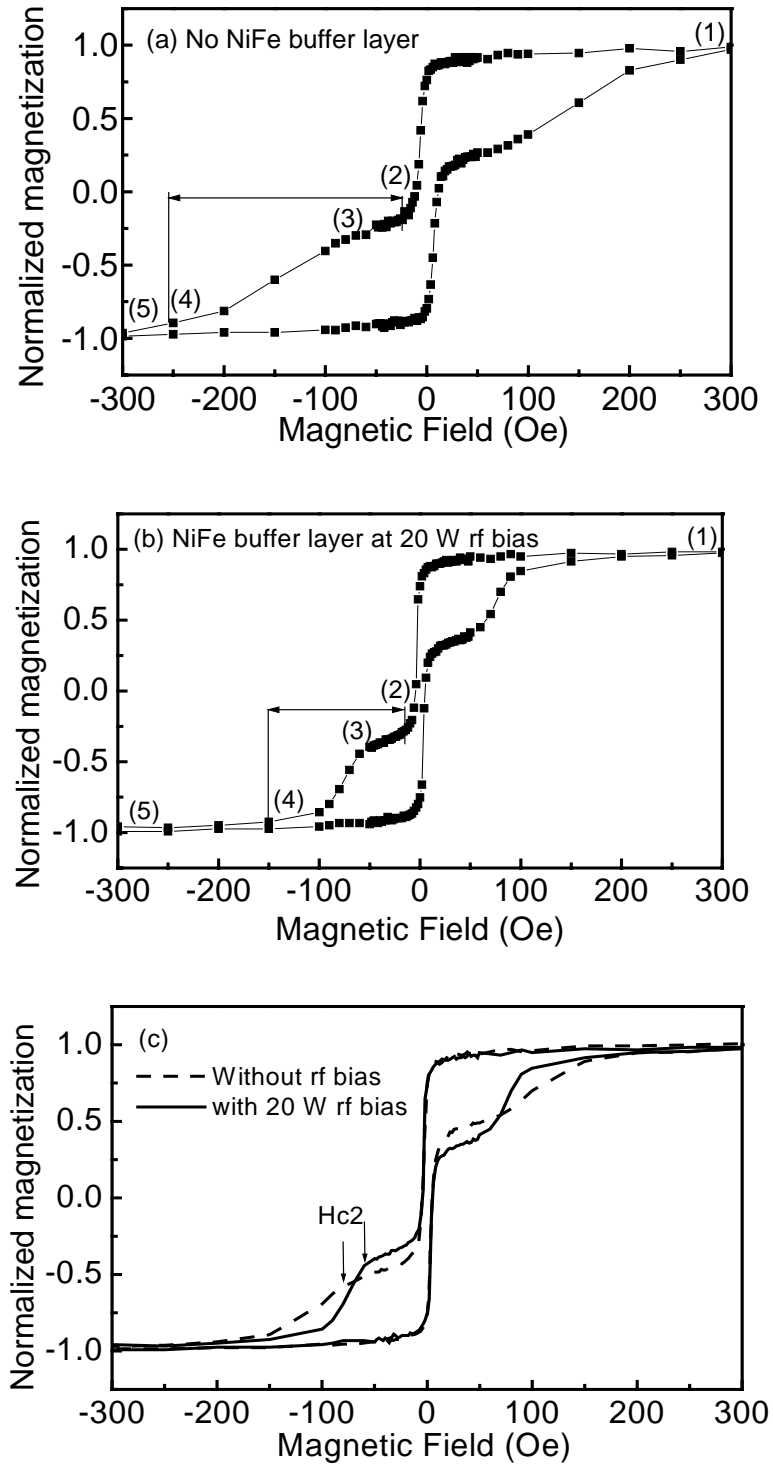 (a) No NiFe buffer layer
(1)
(2)
(3)
(4)
(5)
1.0
0.5
0.0
-0.5
-1.0
Normalized magnetization
-300 -200 -100 0 100 200 300
Magnetic Field (Oe)
(b) NiFe buffer layer at 20 W rf bias
(1)
(2)
(3)
(4)
(5)
1.0
0.5
0.0
-0.5
-1.0
Normalized magnetization
-300 -200 -100 0 100 200 300
Magnetic Field (Oe)
(c)
Without rf bias
with 20 W rf bias
Hc2
1.0
0.5
0.0
-0.5
-1.0
Normalized magnetization
-300 -200 -100 0 100 200 300
Magnetic Field (Oe)